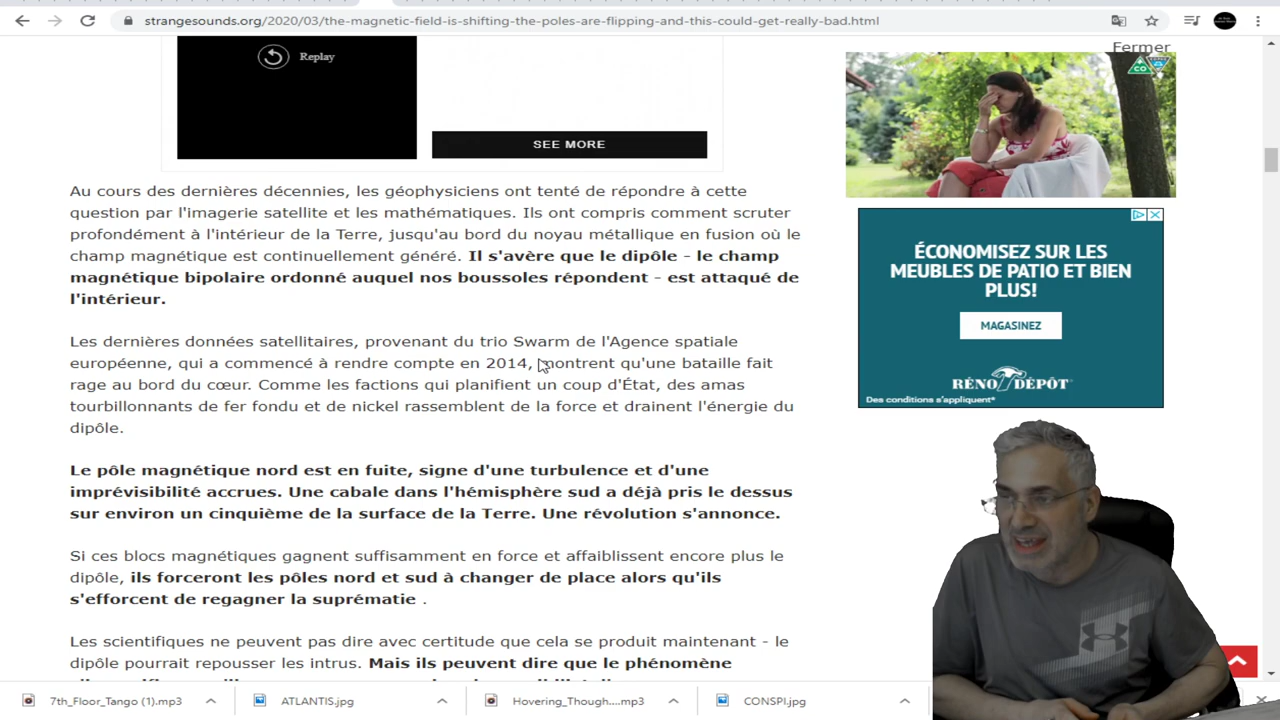 strangesounds.org/2020/03/the-magnetic-field-is-shifting-the-poles-are-flipping-and-this-could-get-really-bad.html
Fermer
Replay
SEE MORE
Au cours des dernières décennies, les géophysiciens ont tenté de répondre à cette
question par l'imagerie satellite et les mathématiques. Ils ont compris comment scruter
profondément à l'intérieur de la Terre, jusqu'au bord du noyau métallique en fusion où le
champ magnétique est continuellement généré. Il s'avère que le dipôle - le champ
magnétique bipolaire ordonné auquel nos boussoles répondent - est attaqué de
l'intérieur.
Les dernières données satellitaires, provenant du trio Swarm de l'Agence spatiale
européenne, qui a commencé à rendre compte en 2014, montrent qu'une bataille fait
rage au bord du cœur. Comme les factions qui planifient un coup d'État, des amas
tourbillonnants de fer fondu et de nickel rassemblent de la force et drainent l'énergie du
dipôle.
Le pôle magnétique nord est en fuite, signe d'une turbulence et d'une
imprévisibilité accrues. Une cabale dans l'hémisphère sud a déjà pris le dessus
sur environ un cinquième de la surface de la Terre. Une révolution s'annonce.
Si ces blocs magnétiques gagnent suffisamment en force et affaiblissent encore plus le
dipôle, ils forceront les pôles nord et sud à changer de place alors qu'ils
s'efforcent de regagner la suprématie .
Les scientifiques ne peuvent pas dire avec certitude que cela se produit maintenant - le
dipôle pourrait repousser les intrus. Mais ils peuvent dire que le phénomène
CO
ÉCONOMISEZ SUR LES
MEUBLES DE PATIO ET BIEN
PLUS!
MAGASINEZ
RÉNO DÉPÔT
Des conditions s'appliquent*
7th_Floor_Tango (1).mp3
ATLANTIS.jpg
Hovering_Though....mp3
CONSPI.jpg